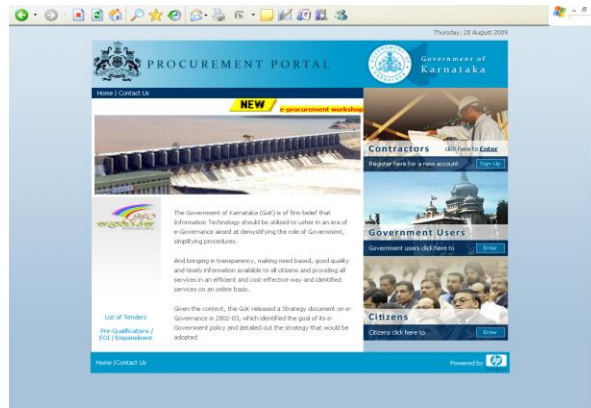 Thursday, 28 August 2009
PROCUREMENT PORTAL
Government of
Karnataka
Home | Contact Us
NEW
e-procurement workshop
Contractors
click here to Enter
Register here for a new account
Sign Up
Government Users
Government users click here to
Enter
Citizens
Citizens click here to
Enter
The Government of Karnataka (GoK) is of firm belief that
Information Technology should be utilized to usher in an era of
e-Governance aimed at demystifying the role of Government,
simplifying procedures.
And bringing in transparency, making need based, good quality
and timely information available to all citizens and providing all
services in an efficient and cost-effective way and identified
services on an online basis.
Given the context, the GoK released a Strategy document on e-
Governance in 2802-03, which identified the goal of its e-
Government policy and detailed out the strategy that would be
adopted
List of Tenders
Pre-Qualifications /
EOI / Empanelment
Home |Contact Us
Powered by
hp